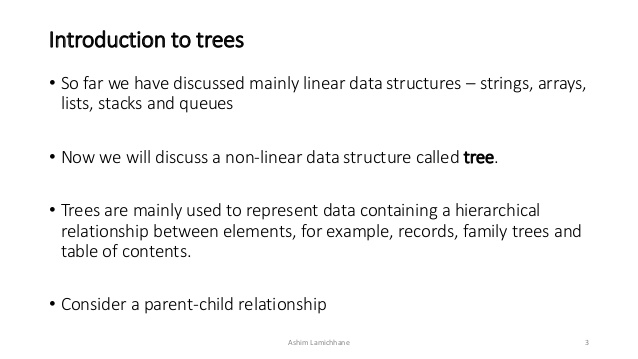 Introduction to trees
• So far we have discussed mainly linear data structures – strings, arrays,
lists, stacks and queues
• Now we will discuss a non-linear data structure called tree.
• Trees are mainly used to represent data containing a hierarchical
relationship between elements, for example, records, family trees and
table of contents.
• Consider a parent-child relationship
Ashim Lamichhane
3